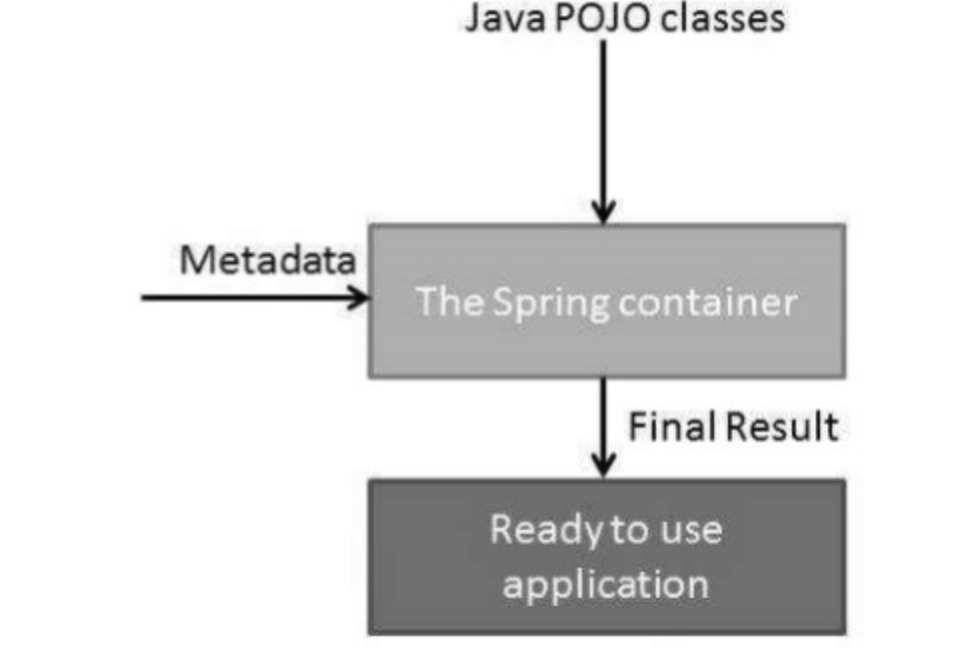 Java POJO classes
Metadata
The Spring container
Final Result
Ready to use
application